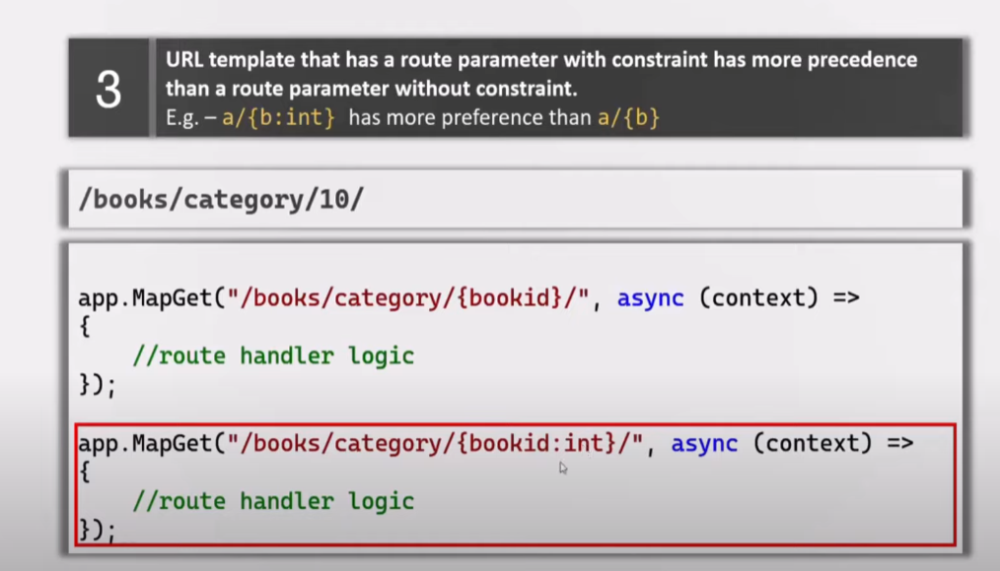 3
URL template that has a route parameter with constraint has more precedence
than a route parameter without constraint.
E.g. – a/{b:int} has more preference than a/{b}
/books/category/10/
app.MapGet("/books/category/{bookid}/", async (context) =>
{
    //route handler logic
});
app.MapGet("/books/category/{bookid:int}/", async (context) =>
{
    //route handler logic
});